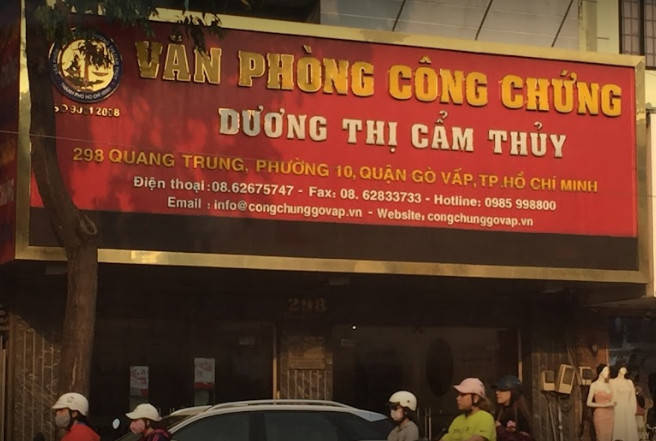 VĂN PHÒNG CÔNG CHỨNG
DƯƠNG THỊ CẨM THỦY
298 QUANG TRUNG, PHƯỜNG 10, QUẬN GÒ VẤP, TP.HỒ CHÍ MINH
Điện thoại: 08.62675747 - Fax: 08. 62833733 - Hotline: 0985 998800
Email : info@congchunggovap.vn - Website: congchunggovap.vn
298